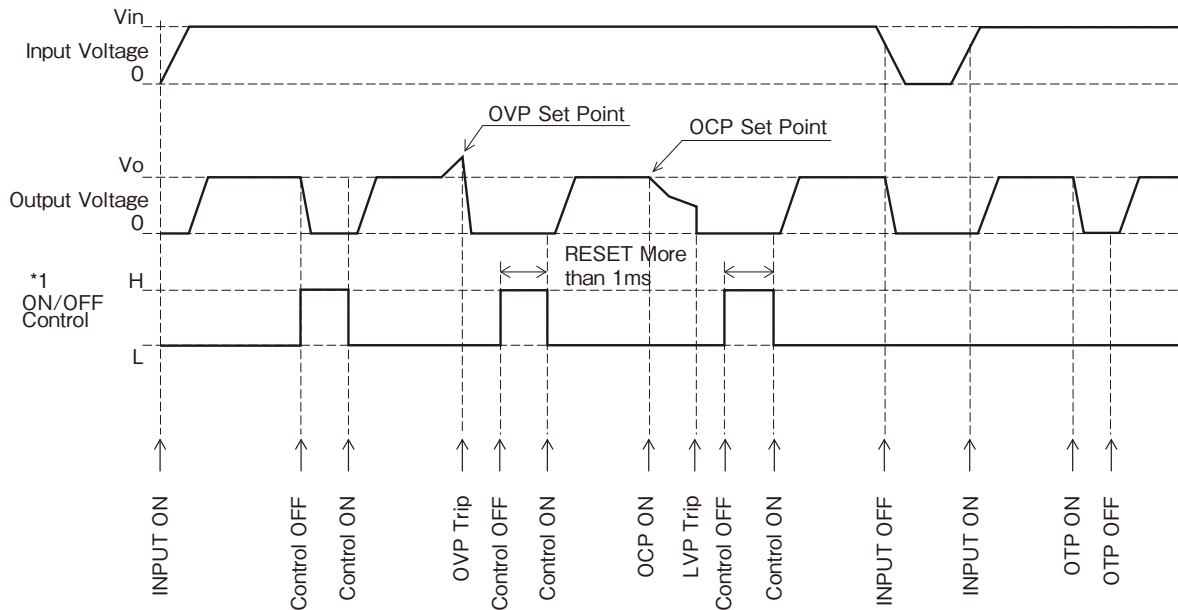 Vin
Input Voltage
0
OVP Set Point
OCP Set Point
Vo
Output Voltage
0
RESET More
than 1ms
*1
H
ON/OFF
Control
L
INPUT ON
Control OFF
Control ON
OVP Trip
Control OFF
Control ON
OCP ON
LVP Trip
Control OFF
Control ON
INPUT OFF
INPUT ON
OTP ON
OTP OFF